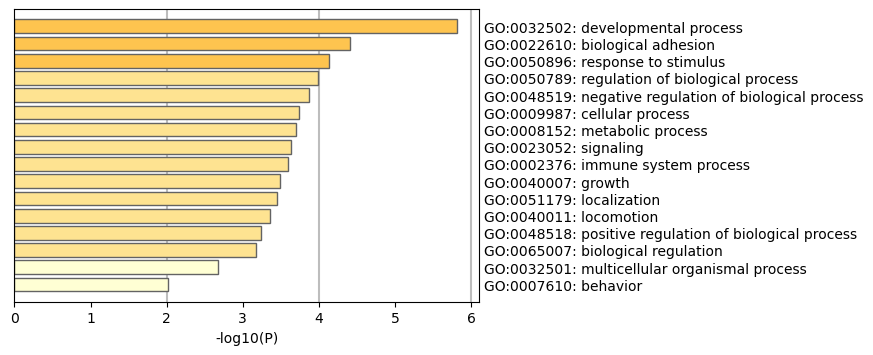 GO:0032502: developmental process
GO:0022610: biological adhesion
GO:0050896: response to stimulus
GO:0050789: regulation of biological process
GO:0048519: negative regulation of biological process
GO:0009987: cellular process
GO:0008152: metabolic process
GO:0023052: signaling
GO:0002376: immune system process
GO:0040007: growth
GO:0051179: localization
GO:0040011: locomotion
GO:0048518: positive regulation of biological process
GO:0065007: biological regulation
GO:0032501: multicellular organismal process
GO:0007610: behavior
0 1 2 3 4 5 6
-log10(P)